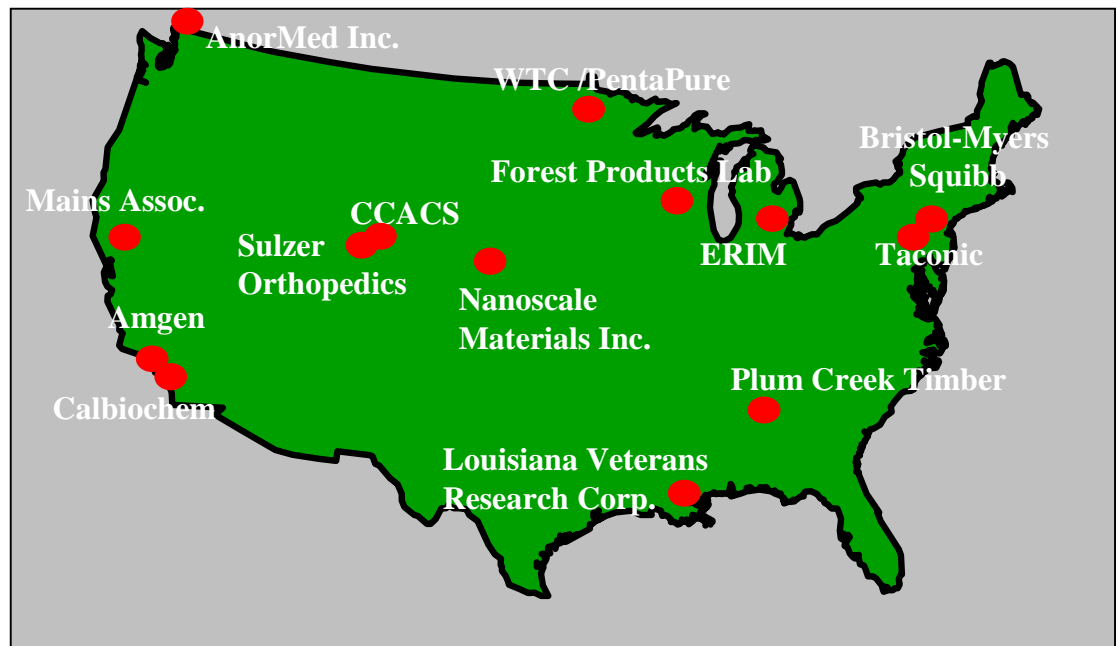 AnorMed Inc.
WTC /PentaPure
Bristol-Myers
Squibb
Forest Products Lab
Mains Assoc.
CCACS
Sulzer
Orthopedics
ERIM
Taconic
Nanoscale
Materials Inc.
Amgen
Calbiochem
Plum Creek Timber
Louisiana Veterans
Research Corp.